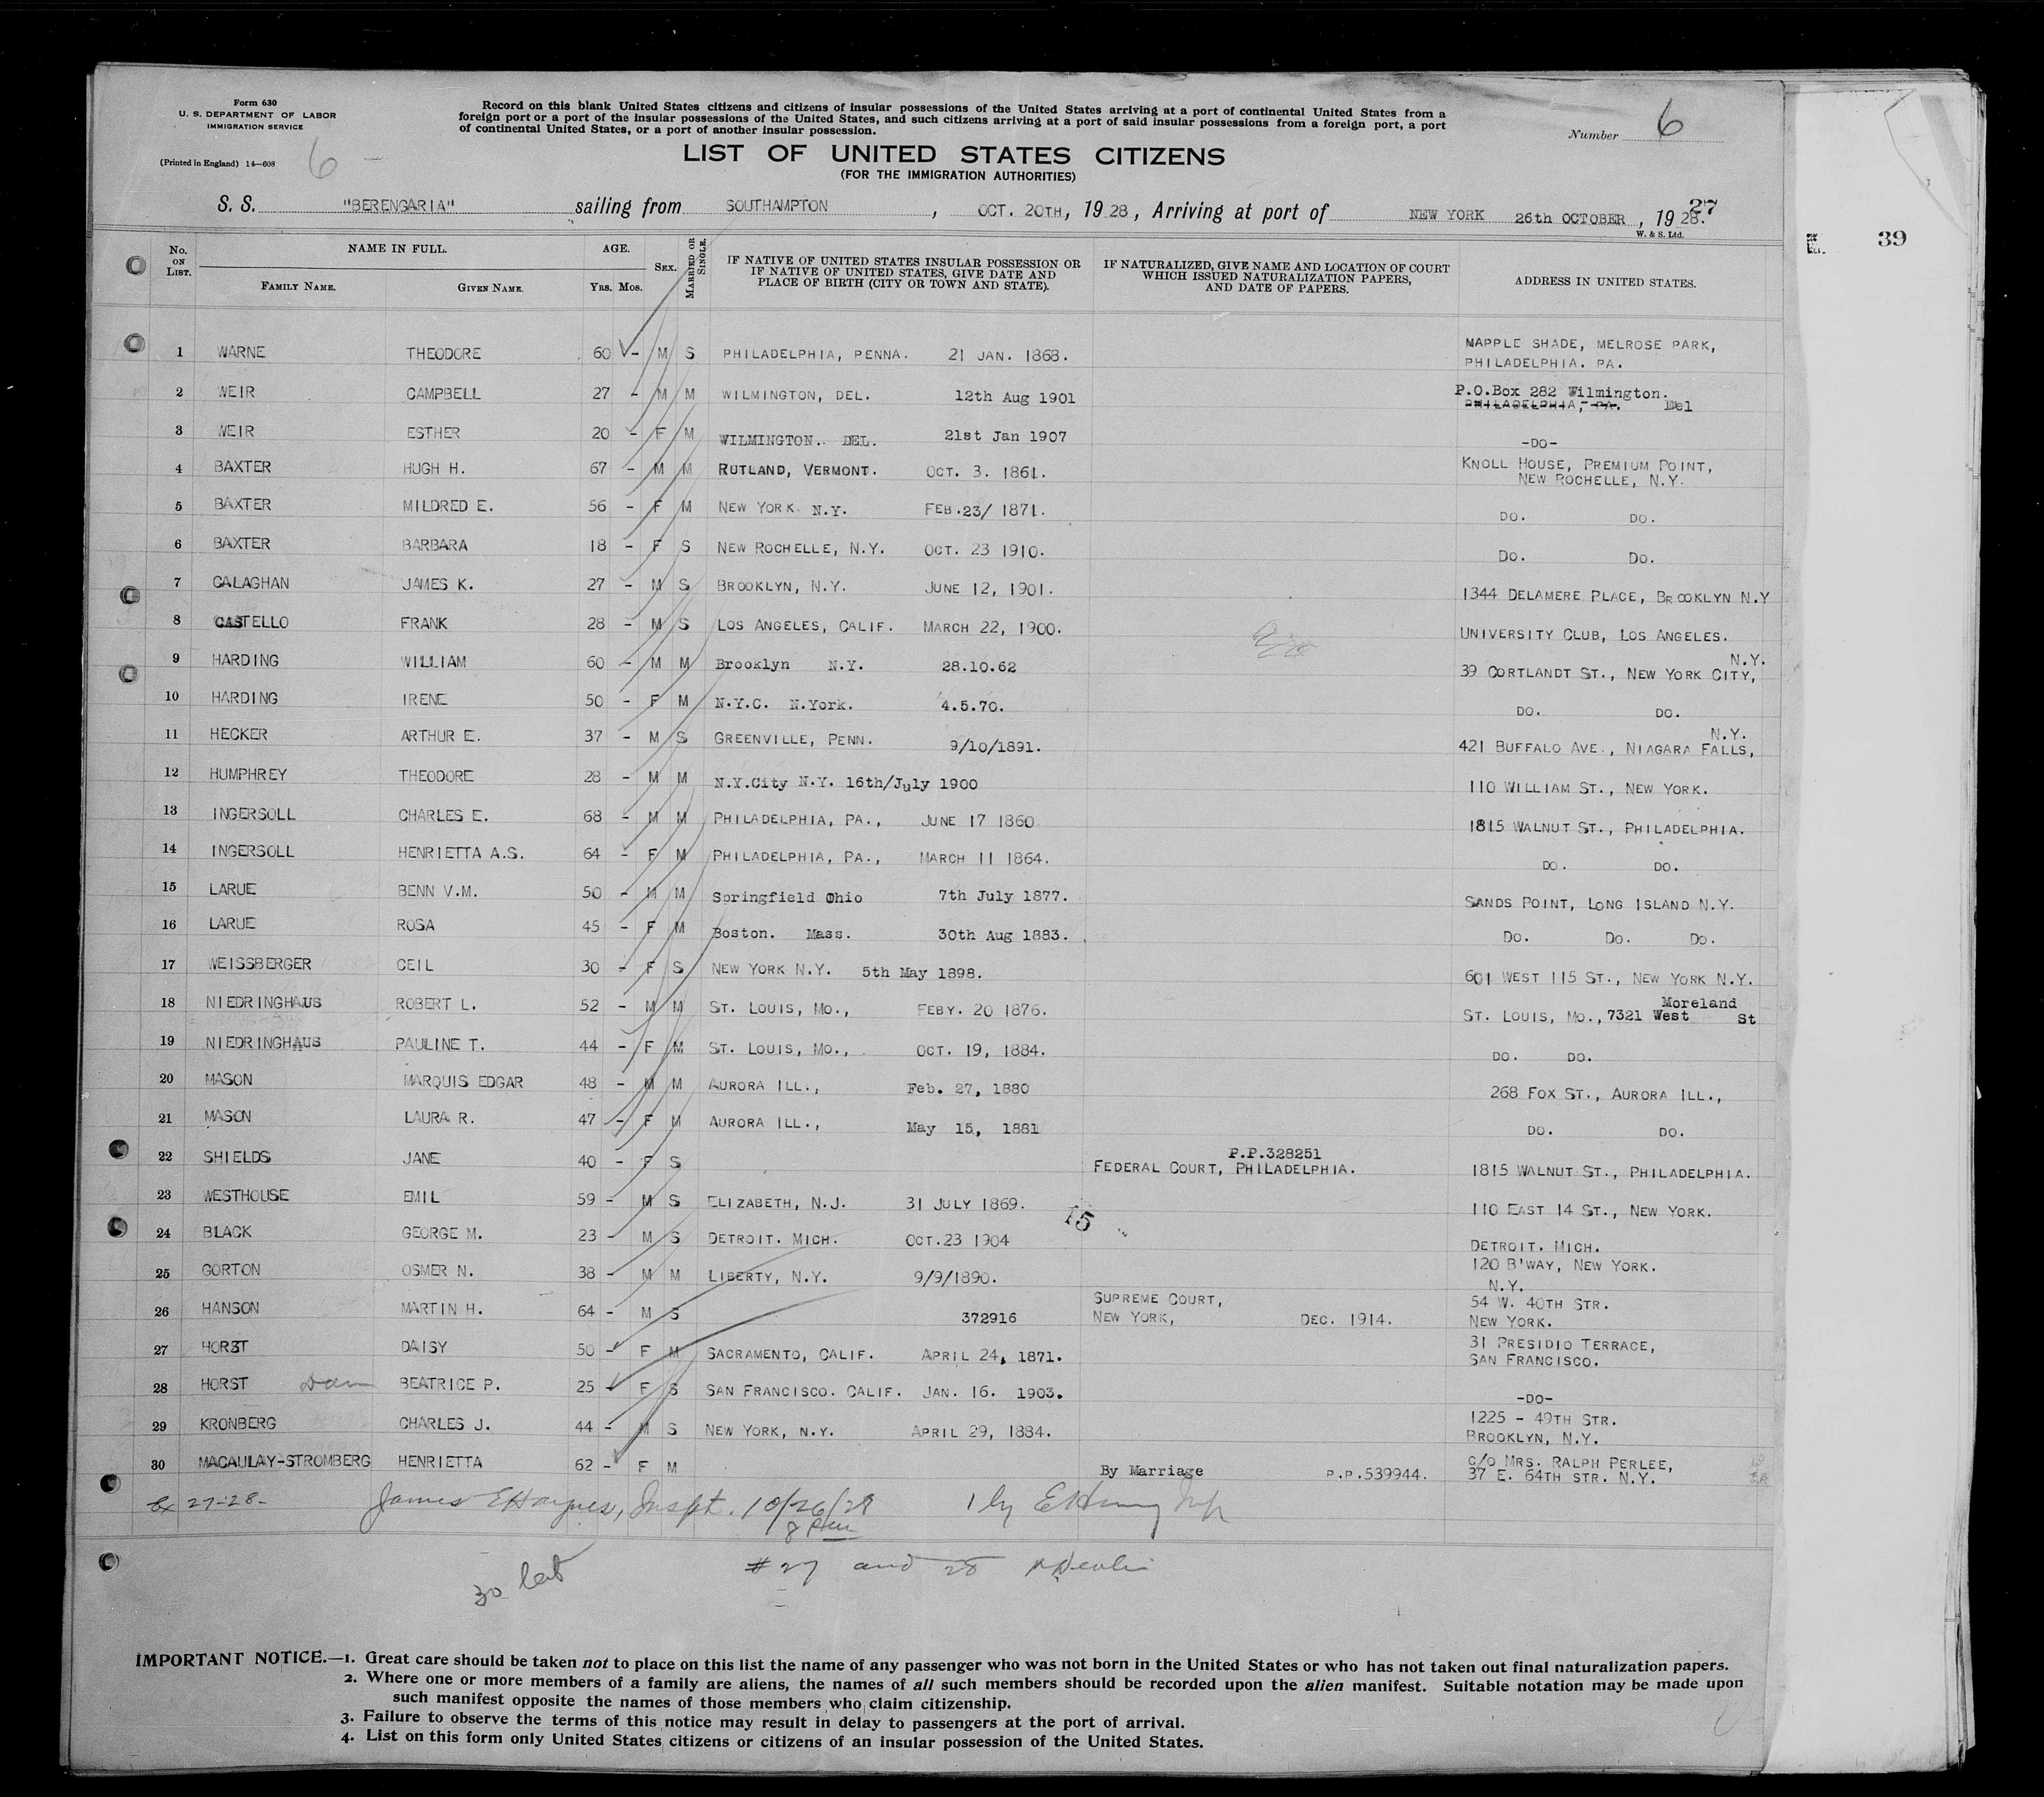 Form 630
U. S. DEPARTMENT OF LABOR
IMMIGRATION SERVICE
(Printed in England) 14—608
6 -
Record on this blank United States citizens and citizens of insular possessions of the United States arriving at a port of continental United States from a
foreign port or a port of the insular possessions of the United States, and such citizens arriving at a port of said insular possessions from a foreign port, a port
of continental United States, or a port of another insular possession.
Number 6
LIST OF UNITED STATES CITIZENS
(FOR THE IMMIGRATION AUTHORITIES)
S. S. "BERENGARIA" sailing from SOUTHAMPTON, OCT. 20TH, 1928, Arriving at port of NEW YORK 26th OCTOBER, 1928.
27
W. & S. Ltd.
39
No. ON LIST. NAME IN FULL. AGE. SEX. MARRIED OR SINGLE. IF NATIVE OF UNITED STATES INSULAR POSSESSION OR IF NATIVE OF UNITED STATES, GIVE DATE AND PLACE OF BIRTH (CITY OR TOWN AND STATE). IF NATURALIZED, GIVE NAME AND LOCATION OF COURT WHICH ISSUED NATURALIZATION PAPERS, AND DATE OF PAPERS. ADDRESS IN UNITED STATES.
FAMILY NAME. GIVEN NAME. YRS. MOS.
1 WARNE THEODORE 60 - M S PHILADELPHIA, PENNA. 21 JAN. 1868. MAPPLE SHADE, MELROSE PARK,
PHILADELPHIA. PA.
2 WEIR CAMPBELL 27 - M M WILMINGTON, DEL. 12th Aug 1901 P.O.Box 282 Wilmington.
PHILADELPHIA, PA. Del
3 WEIR ESTHER 20 - F M WILMINGTON. DEL. 21st Jan 1907 -DO-
4 BAXTER HUGH H. 67 - M M RUTLAND, VERMONT. OCT. 3. 1861. KNOLL HOUSE, PREMIUM POINT,
NEW ROCHELLE, N.Y.
5 BAXTER MILDRED E. 56 - F M NEW YORK. N.Y. FEB.23/ 1871. DO. DO.
6 BAXTER BARBARA 18 - F S NEW ROCHELLE, N.Y. OCT. 23 1910. DO. DO.
7 CALAGHAN JAMES K. 27 - M S BROOKLYN, N.Y. JUNE 12, 1901. 1344 DELAMERE PLACE, BROOKLYN N.Y
8 CASTELLO FRANK 28 - M S LOS ANGELES, CALIF. MARCH 22, 1900. UNIVERSITY CLUB, LOS ANGELES.
9 HARDING WILLIAM 60 - M M Brooklyn N.Y. 28.10.62 N.Y.
39 CORTLANDT ST., NEW YORK CITY,
10 HARDING IRENE 50 - F M N.Y.C. N.York. 4.5.70. DO. DO.
11 HECKER ARTHUR E. 37 - M S GREENVILLE, PENN. 9/10/1891. N.Y.
421 BUFFALO AVE., NIAGARA FALLS,
12 HUMPHREY THEODORE 28 - M M N.Y.City N.Y. 16th/July 1900 110 WILLIAM ST., NEW YORK.
13 INGERSOLL CHARLES E. 68 - M M PHILADELPHIA, PA., JUNE 17 1860 1815 WALNUT ST., PHILADELPHIA.
14 INGERSOLL HENRIETTA A.S. 64 - F M PHILADELPHIA, PA., MARCH 11 1864. DO. DO.
15 LARUE BENN V.M. 50 - M M Springfield Ohio 7th July 1877. SANDS POINT, LONG ISLAND N.Y.
16 LARUE ROSA 45 - F M Boston. Mass. 30th Aug 1883. DO. DO. DO.
17 WEISSBERGER CEIL 30 - F S NEW YORK N.Y. 5th May 1898. 601 WEST 115 ST., NEW YORK N.Y.
18 NIEDRINGHAUS ROBERT L. 52 - M M ST. LOUIS, MO., FEBY. 20 1876. Moreland
ST. LOUIS, MO., 7321 West St
19 NIEDRINGHAUS PAULINE T. 44 - F M ST. LOUIS, MO., OCT. 19, 1884. DO. DO.
20 MASON MARQUIS EDGAR 48 - M M AURORA ILL., Feb. 27, 1880 268 FOX ST., AURORA ILL.,
21 MASON LAURA R. 47 - F M AURORA ILL., May 15, 1881 DO. DO.
22 SHIELDS JANE 40 - F S P.P.328251
FEDERAL COURT, PHILADELPHIA. 1815 WALNUT ST., PHILADELPHIA.
23 WESTHOUSE EMIL 59 - M S ELIZABETH, N.J. 31 JULY 1869. 110 EAST 14 ST., NEW YORK.
15
24 BLACK GEORGE M. 23 - M S DETROIT. MICH. OCT.23 1904 DETROIT. MICH.
25 GORTON OSMER N. 38 - M M LIBERTY, N.Y. 9/9/1890. 120 B'WAY, NEW YORK.
N.Y.
26 HANSON MARTIN H. 64 - M S 372916 SUPREME COURT,
NEW YORK, DEC. 1914. 54 W. 40TH STR.
NEW YORK.
27 HORST DAISY 50 - F M SACRAMENTO, CALIF. APRIL 24, 1871. 31 PRESIDIO TERRACE,
SAN FRANCISCO.
28 HORST BEATRICE P. 25 - F S SAN FRANCISCO. CALIF. JAN. 16. 1903. -DO-
29 KRONBERG CHARLES J. 44 - M S NEW YORK, N.Y. APRIL 29, 1884. 1225 - 49TH STR.
BROOKLYN, N.Y.
30 MACAULAY-STROMBERG HENRIETTA 62 - F M By Marriage P.P.539944. C/O MRS. RALPH PERLEE,
37 E. 64TH STR. N.Y.
Ex 27-28- James E Haynes, Inspt. 10/26/28 1 by
8 Pm
#27 and 28
30
IMPORTANT NOTICE.—1. Great care should be taken not to place on this list the name of any passenger who was not born in the United States or who has not taken out final naturalization papers.
2. Where one or more members of a family are aliens, the names of all such members should be recorded upon the alien manifest. Suitable notation may be made upon
such manifest opposite the names of those members who claim citizenship.
3. Failure to observe the terms of this notice may result in delay to passengers at the port of arrival.
4. List on this form only United States citizens or citizens of an insular possession of the United States.